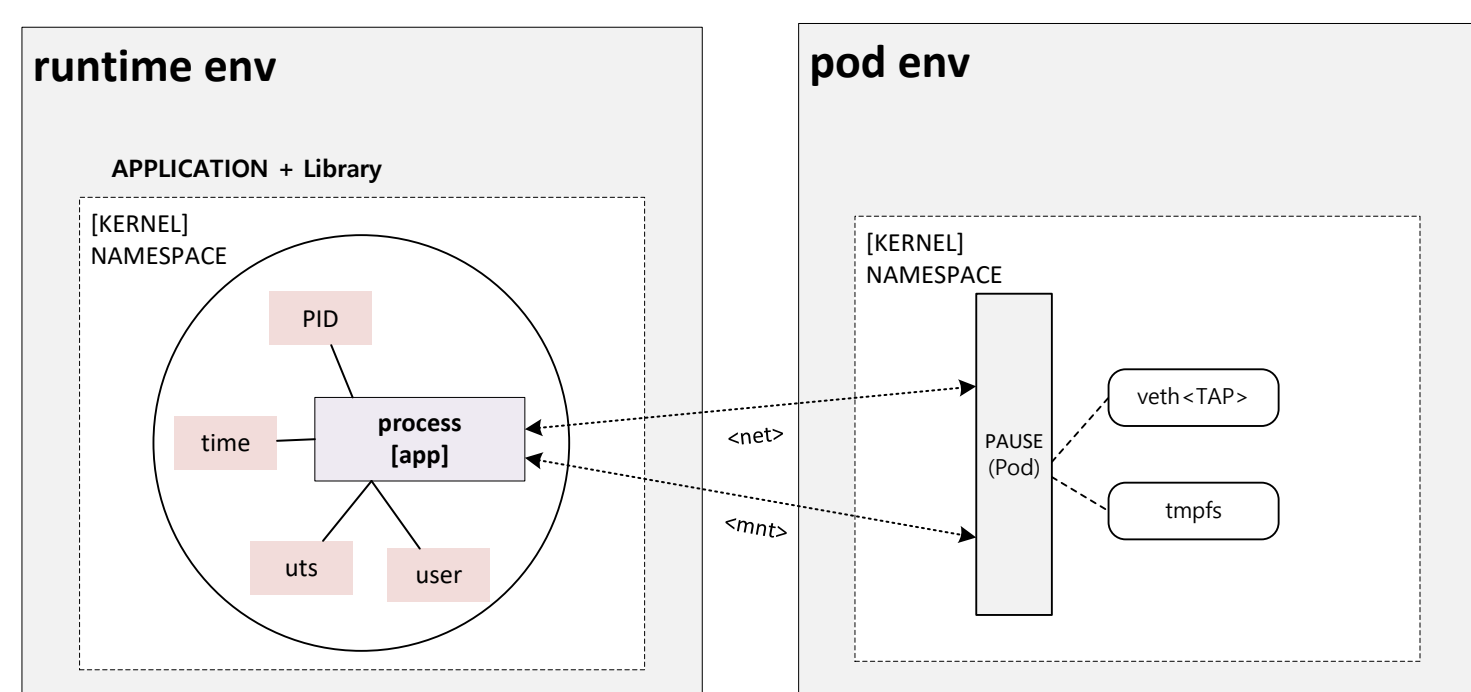 runtime env
APPLICATION + Library
[KERNEL]
NAMESPACE
PID
time
process
[app]
uts
user
<net>
<mnt>
pod env
[KERNEL]
NAMESPACE
PAUSE
(Pod)
veth<TAP>
tmpfs